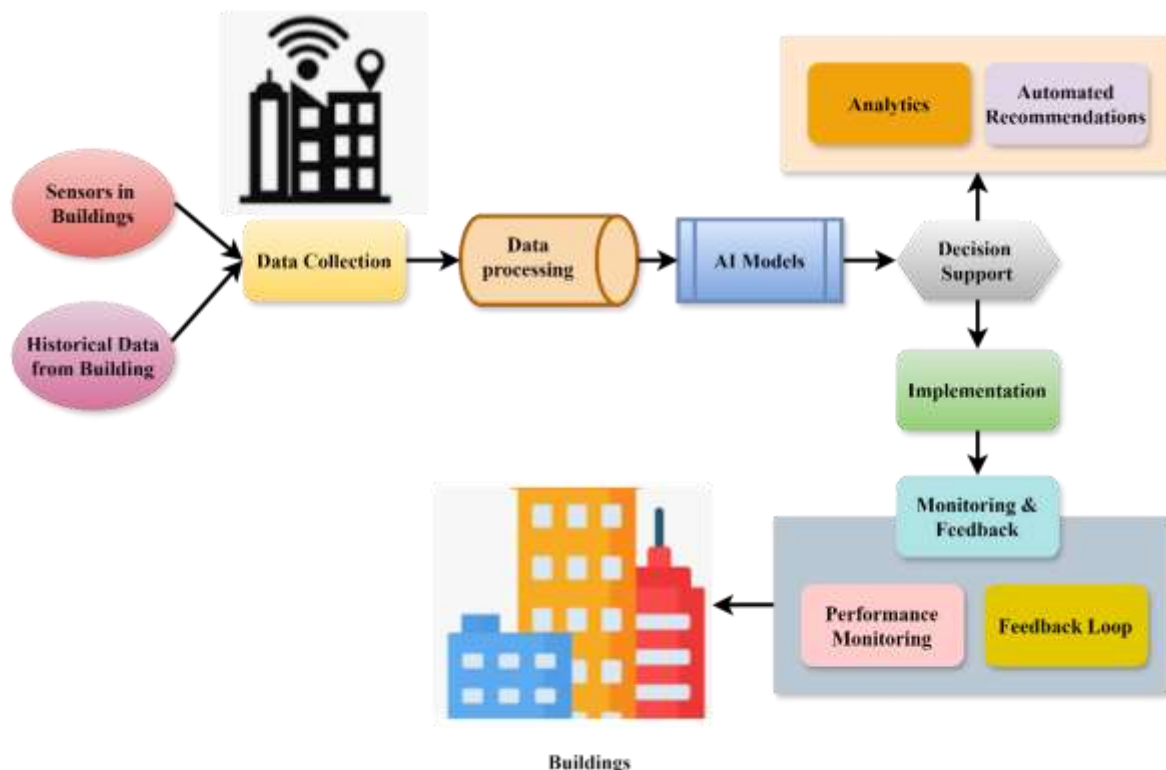 Analytics
Automated
Recommendations
Sensors in
Buildings
Data Collection
Data
processing
AI Models
Decision
Support
Historical Data
from Building
Implementation
Monitoring &
Feedback
Performance
Monitoring
Feedback Loop
Buildings